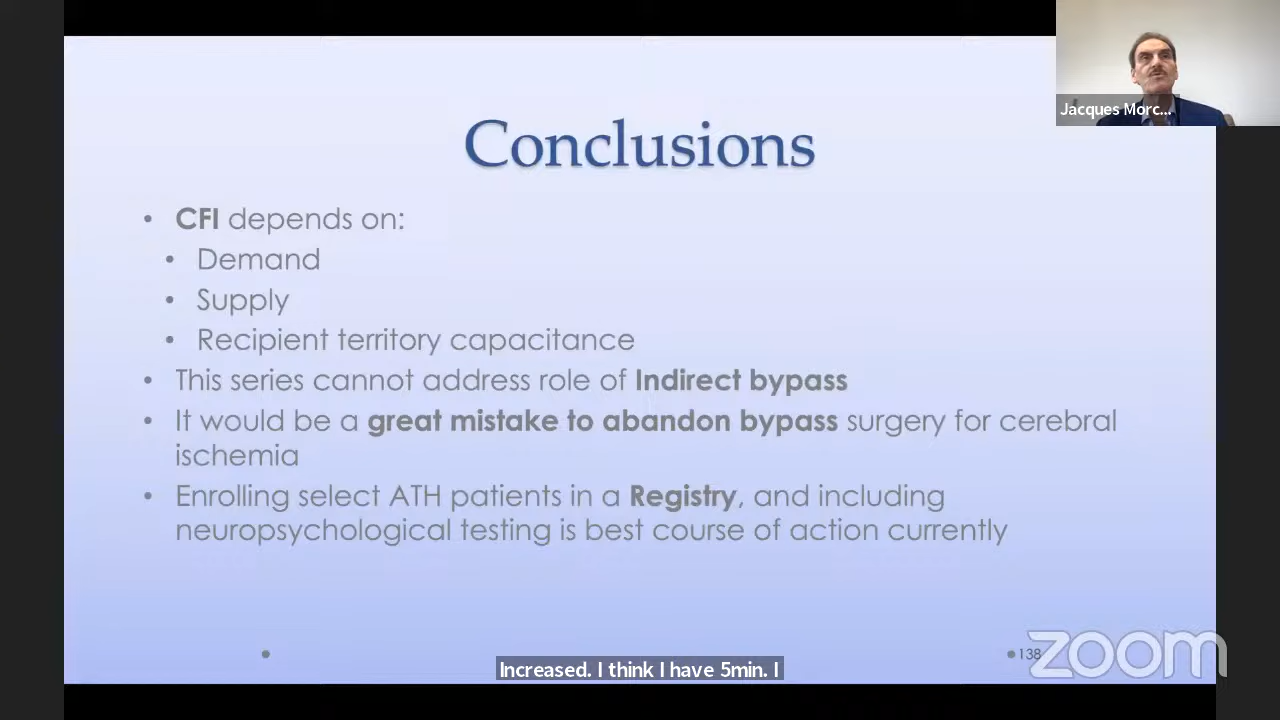 Jacques Morc...
Conclusions
• CFI depends on:
• Demand
• Supply
• Recipient territory capacitance
• This series cannot address role of Indirect bypass
• It would be a great mistake to abandon bypass surgery for cerebral
ischemia
• Enrolling select ATH patients in a Registry, and including
neuropsychological testing is best course of action currently
138
zoom
Increased. I think I have 5min. I